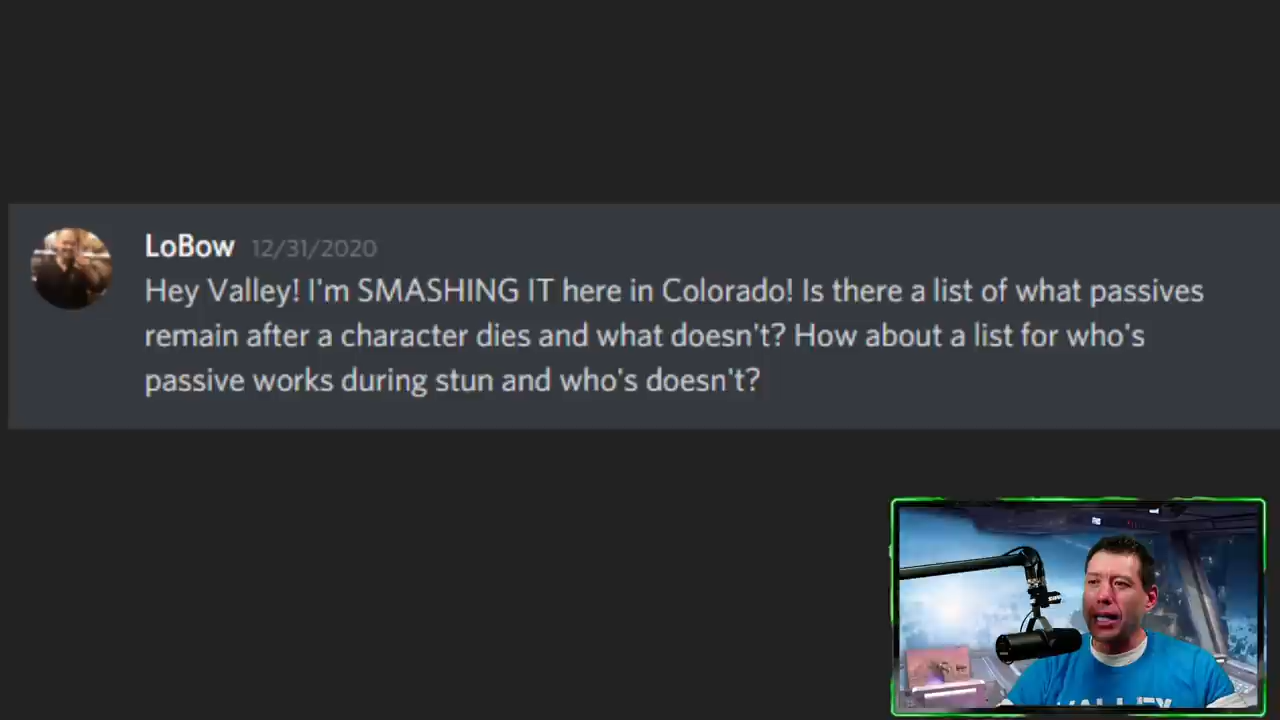 LoBow 12/31/2020
Hey Valley! I'm SMASHING IT here in Colorado! Is there a list of what passives
remain after a character dies and what doesn't? How about a list for who's
passive works during stun and who's doesn't?
VALLEY